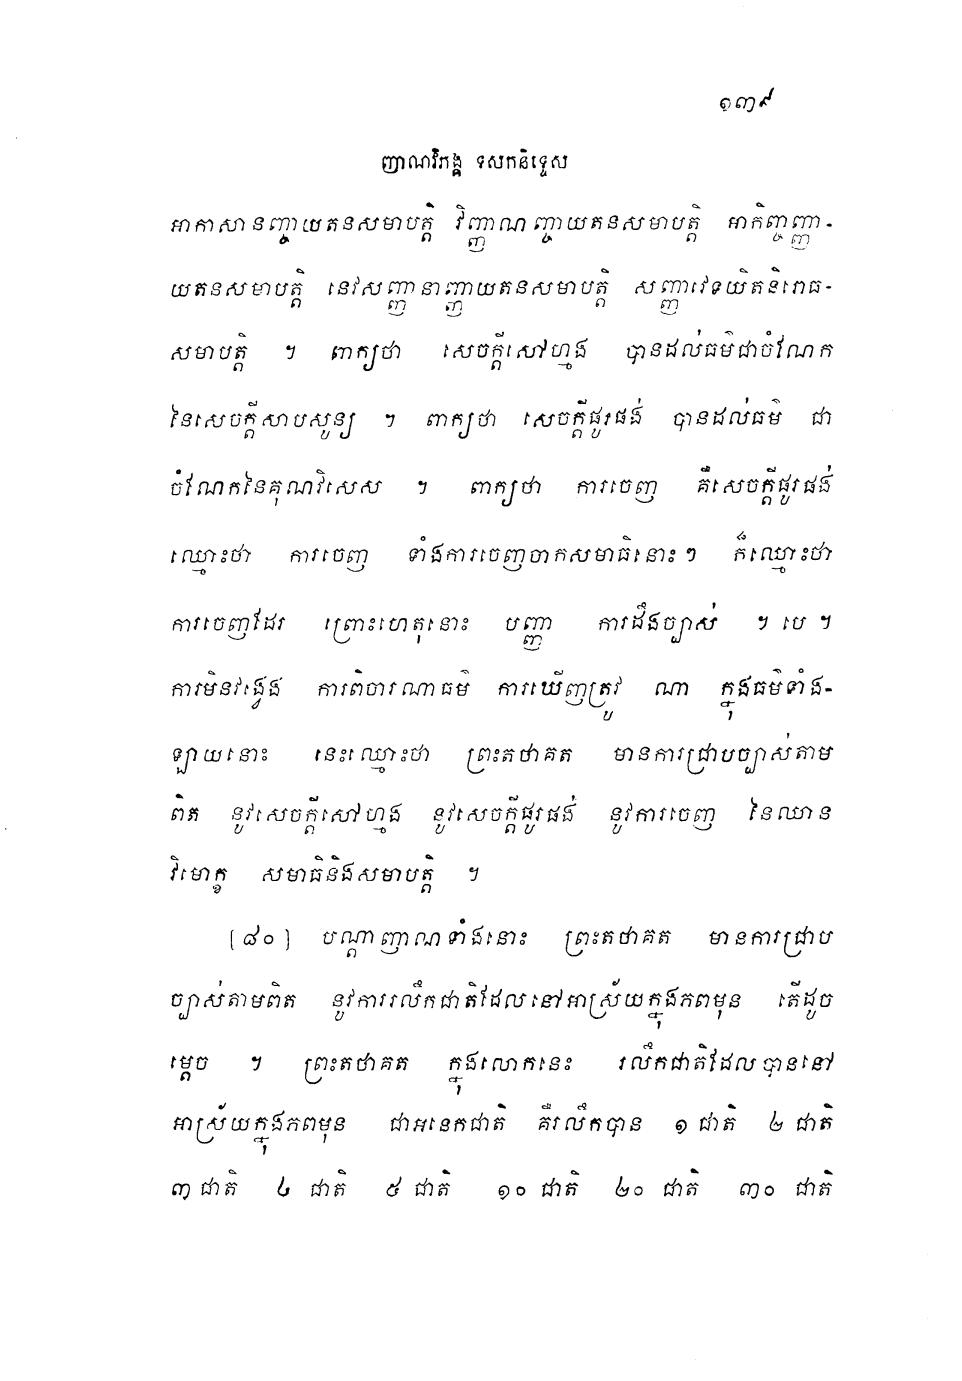 ១៣៩
ញាណវិភង្គ ទសកនិទ្ទេស
អាកាសានញ្ចាយតនសមាបត្តិ វិញ្ញាណញ្ចាយតនសមាបត្តិ អាកិញ្ចញ្ញា-
យតនសមាបត្តិ នេវសញ្ញានាញ្ញាយតនសមាបត្តិ សញ្ញាវេទយិតនិរោធ-
សមាបត្តិ ។ ពាក្យថា សេចក្តីសៅហ្មង បានដល់ធម៌ជាចំណែក
នៃសេចក្តីសាបសូន្យ ។ ពាក្យថា សេចក្តីផូរផង់ បានដល់ធម៌ ជា
ចំណែកនៃគុណវិសេស ។ ពាក្យថា ការចេញ គឺសេចក្តីផូរផង់
ឈ្មោះថា ការចេញ ទាំងការចេញចាកសមាធិនោះៗ ក៏ឈ្មោះថា
ការចេញដែរ ព្រោះហេតុនោះ បញ្ញា ការដឹងច្បាស់ ។ បេ ។
ការមិនវង្វេង ការពិចារណាធម៌ ការឃើញត្រូវ ណា ក្នុងធម៌ទាំង-
ឡាយនោះ នេះឈ្មោះថា ព្រះតថាគត មានការជ្រាបច្បាស់តាម
ពិត នូវសេចក្តីសៅហ្មង នូវសេចក្តីផូរផង់ នូវការចេញ នៃឈាន
វិមោក្ខ សមាធិនិងសមាបត្តិ ។
[៨០] បណ្តាញាណទាំងនោះ ព្រះតថាគត មានការជ្រាប
ច្បាស់តាមពិត នូវការរលឹកជាតិដែលនៅអាស្រ័យក្នុងភពមុន តើដូច
ម្តេច ។ ព្រះតថាគត ក្នុងលោកនេះ រលឹកជាតិដែលបាននៅ
អាស្រ័យក្នុងភពមុន ជាអនេកជាតិ គឺរលឹកបាន ១ ជាតិ ២ ជាតិ
៣ ជាតិ ៤ ជាតិ ៥ ជាតិ ១០ ជាតិ ២០ ជាតិ ៣០ ជាតិ